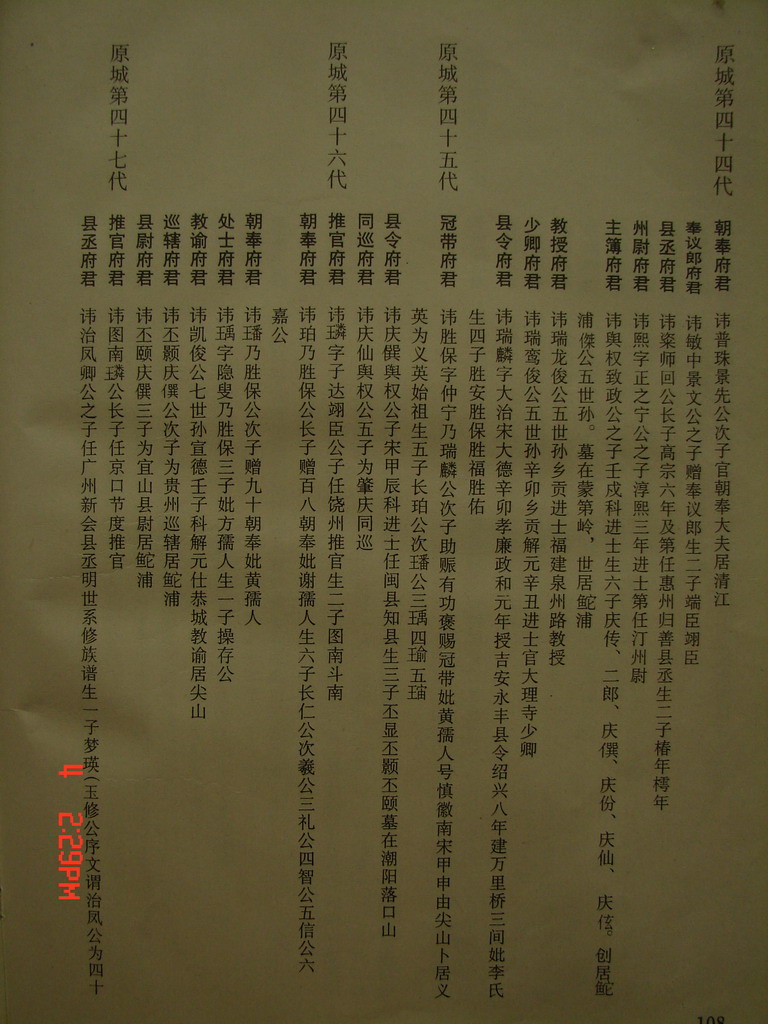 原城第四十四代
朝奉府君 讳普珠景先公次子官朝奉大夫居清江
奉议郎府君 讳敏中景文公之子赠奉议郎生二子端臣翊臣
县丞府君 讳楽师回公长子高宗六年及第任惠州归善县丞生二子椿年樗年
州尉府君 讳熙字正之宁公之子淳熙三年进士第任汀州尉
主簿府君 讳舆权致政公之子壬戍科进士生六子庆传、二郎、庆僎、庆份、庆仙、庆伭。创居鮀
浦傑公五世孙。墓在蒙第岭，世居鮀浦
教授府君 讳瑞龙俊公五世孙乡贡进士福建泉州路教授
少卿府君 讳瑞鸾俊公五世孙辛卯乡贡解元辛丑进士官大理寺少卿
县令府君 讳瑞麟字大治宋大德辛卯孝廉政和元年授吉安永丰县令绍兴八年建万里桥三间妣李氏
生四子胜安胜保胜福胜佑
原城第四十五代
冠带府君 讳胜保字仲宁乃瑞麟公次子助赈有功褒赐冠带妣黄孺人号慎徽南宋甲申由尖山卜居义
英为义英始祖生五子长珀公次璠公三瑀四瑜五瑠
县令府君 讳庆僎舆权公子宋甲辰科进士任闽县知县生三子丕显丕颢丕颐墓在潮阳落口山
同巡府君 讳庆仙舆权公五子为肇庆同巡
原城第四十六代
推官府君 讳璘字子达翊臣公子任饶州推官生二子图南斗南
朝奉府君 讳珀乃胜保公长子赠百八朝奉妣谢孺人生六子长仁公次羲公三礼公四智公五信公六
嘉公
朝奉府君 讳璠乃胜保公次子赠九十朝奉妣黄孺人
处士府君 讳瑀字隐叟乃胜保三子妣方孺人生一子操存公
教谕府君 讳凯俊公七世孙宣德壬子科解元仕恭城教谕居尖山
巡辖府君 讳丕颢庆僎公次子为贵州巡辖居鮀浦
县尉府君 讳丕颐庆僎三子为宜山县尉居鮀浦
原城第四十七代
推官府君 讳图南璘公长子任京口节度推官
县丞府君 讳治凤卿公之子任广州新会县丞明世系修族谱生一子梦瑛（玉修公序文谓治凤公为四十
108
4 2:29PM